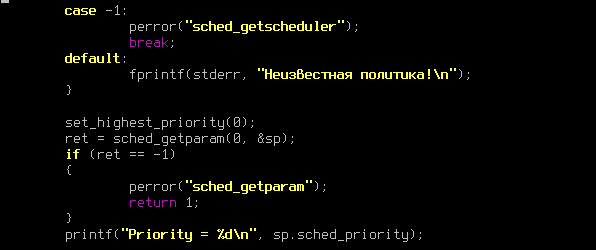 case -1:
perror("sched_getscheduler");
break;
default:
fprintf(stderr, "Неизвестная политика!\n");
}
set_highest_priority(0);
ret = sched_getparam(0, &sp);
if (ret == -1)
{
perror("sched_getparam");
return 1;
}
printf("Priority = %d\n", sp.sched_priority);